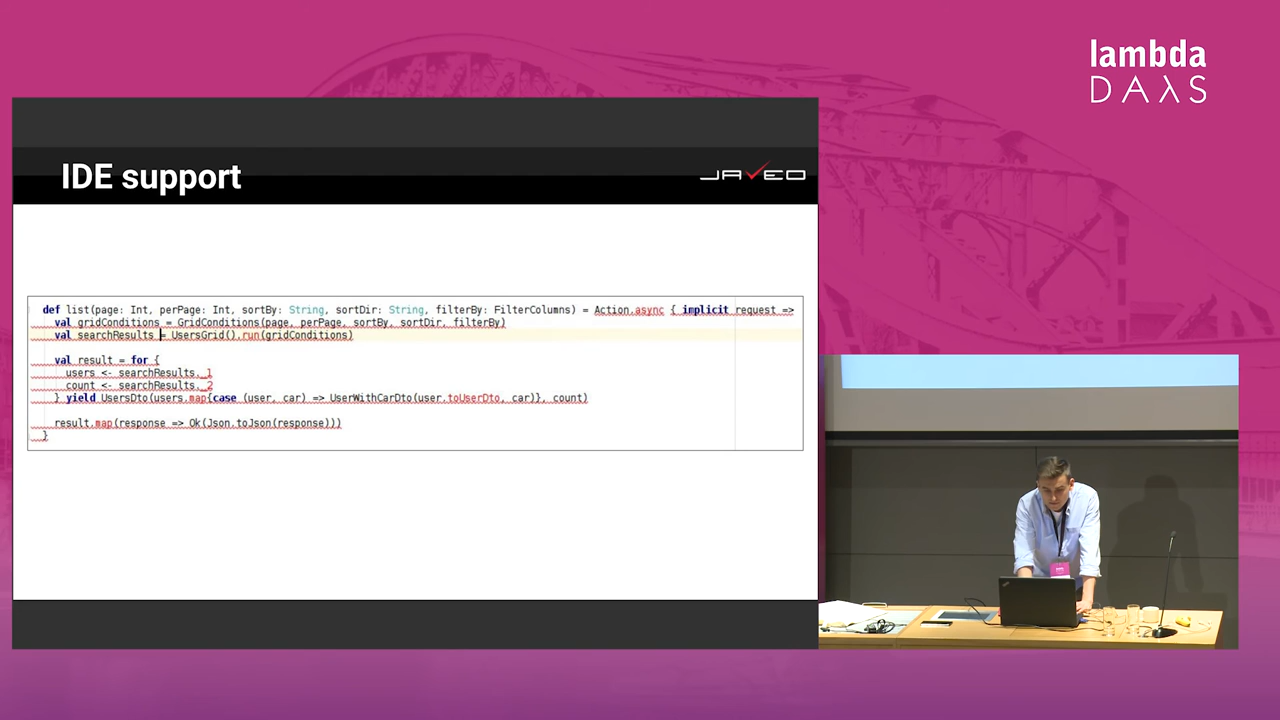 lambda
DAλS
IDE support
JAVEO
def list(page: Int, perPage: Int, sortBy: String, sortDir: String, filterBy: FilterColumns) = Action.async { implicit request =>
val gridConditions = GridConditions(page, perPage, sortBy, sortDir, filterBy)
val searchResults = UsersGrid().run(gridConditions)
val result = for {
users <- searchResults._1
count <- searchResults._2
} yield UsersDto(users.map{case (user, car) => UserWithCarDto(user.toUserDto, car)}, count)
result.map(response => Ok(Json.toJson(response)))
}